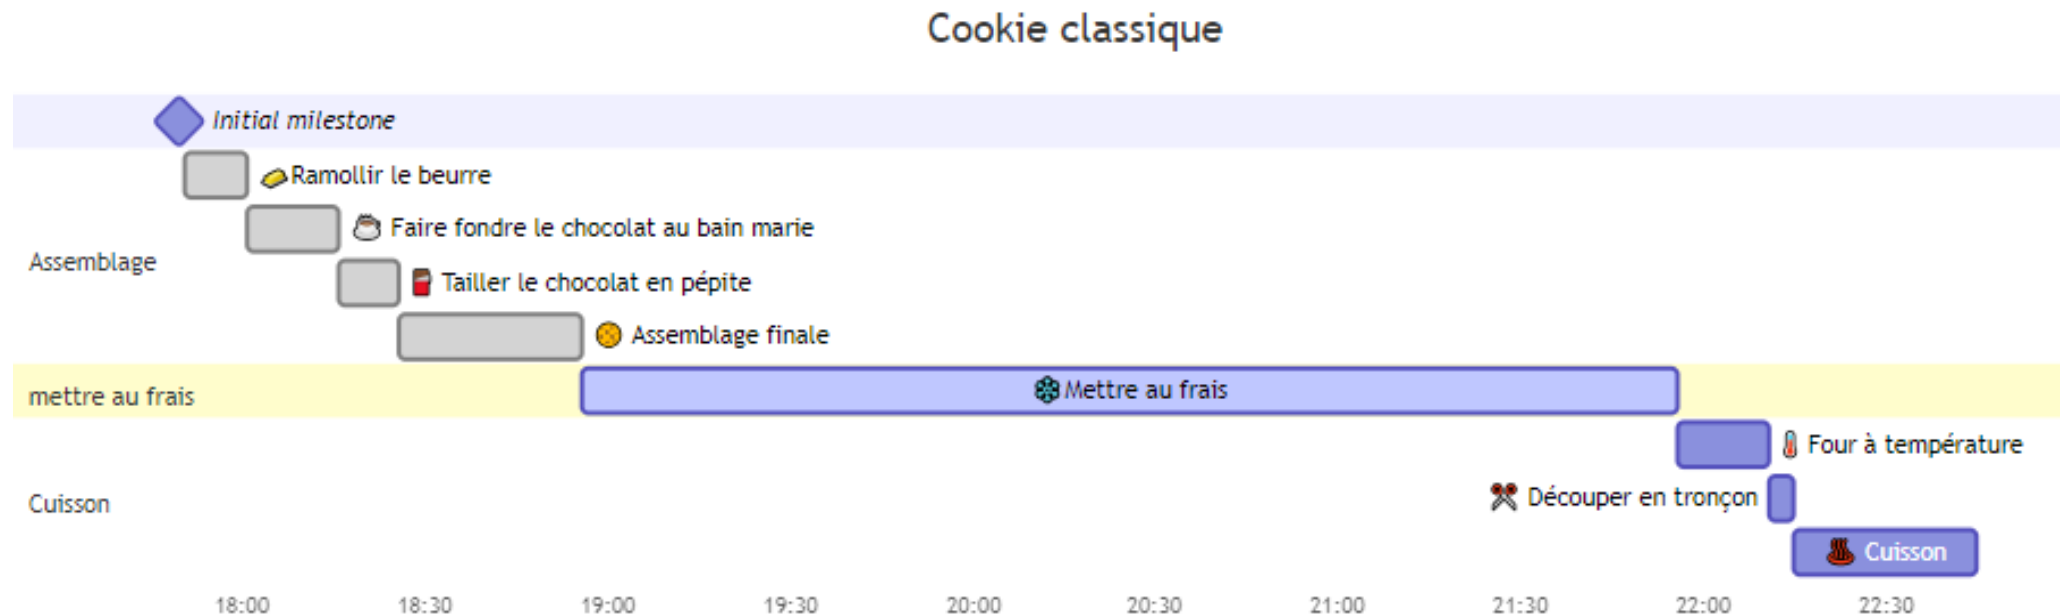 Cookie classique
Initial milestone
Ramollir le beurre
Faire fondre le chocolat au bain marie
Assemblage
Tailler le chocolat en pépite
Assemblage finale
mettre au frais
Mettre au frais
Four à température
Cuisson
Découper en tronçon
Cuisson
18:00 18:30 19:00 19:30 20:00 20:30 21:00 21:30 22:00 22:30